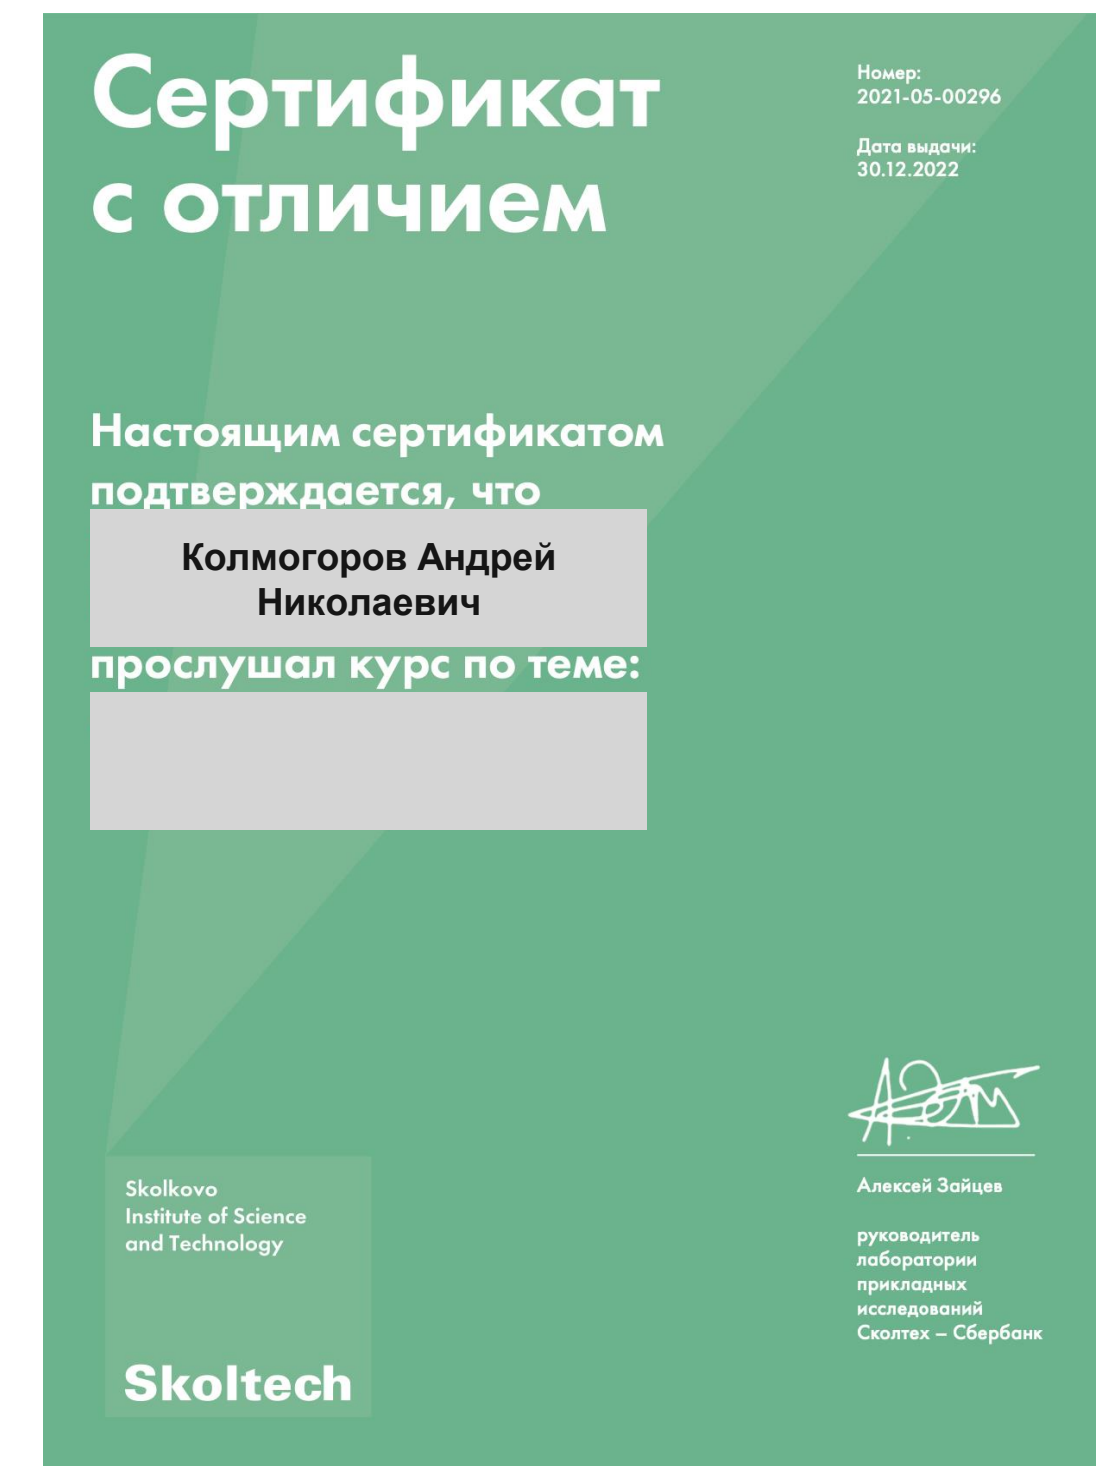 Сертификат
с отличием
Номер:
2021-05-00296
Дата выдачи:
30.12.2022
Настоящим сертификатом
подтверждается, что
Колмогоров Андрей
Николаевич
прослушал курс по теме:
Skolkovo
Institute of Science
and Technology
Skoltech
Алексей Зайцев
руководитель
лаборатории
прикладных
исследований
Сколтех – Сбербанк